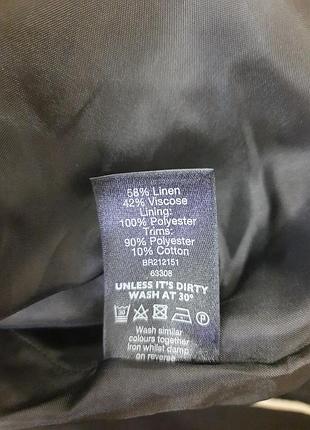 58% Linen
42% Viscose
Lining:
100% Polyester
Trims:
90% Polyester
10% Cotton
BR212151
63308
UNLESS IT'S DIRTY
WASH AT 30°
30 P
Wash similar
colours together
Iron whilst damp
on reverse